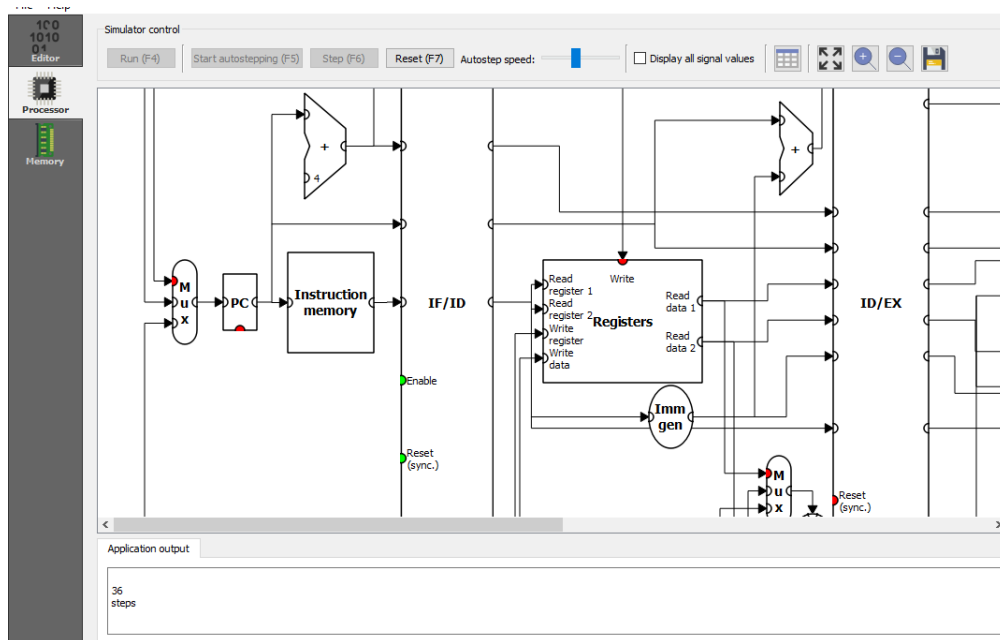 Simulator control
100
1010
01
Editor
Processor
Memory
Run (F4)
Start autostepping (F5)
Step (F6)
Reset (F7)
Autostep speed:
Display all signal values
+
4
+
M
u
x
PC
Instruction
memory
IF/ID
Enable
Reset
(sync.)
Read
register 1
Read
register 2
Write
register
Write
data
Write
Registers
Read
data 1
Read
data 2
Imm
gen
M
u
x
ID/EX
Reset
(sync.)
Application output
36
steps